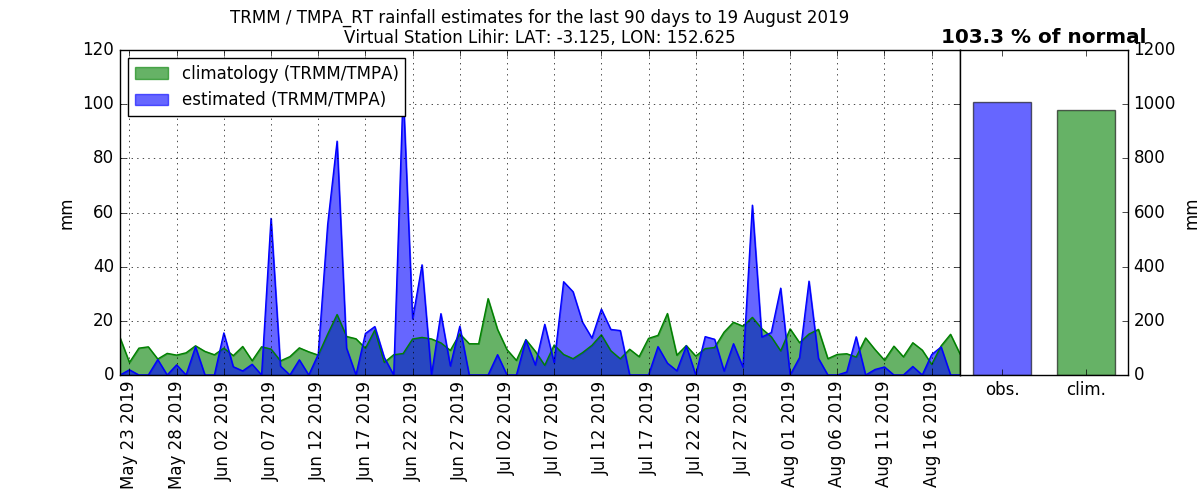 TRMM / TMPA_RT rainfall estimates for the last 90 days to 19 August 2019
Virtual Station Lihir: LAT: -3.125, LON: 152.625
103.3 % of normal
climatology (TRMM/TMPA)
estimated (TRMM/TMPA)
120
100
80
60
40
20
0
mm
1200
1000
800
600
400
200
0
mm
May 23 2019
May 28 2019
Jun 02 2019
Jun 07 2019
Jun 12 2019
Jun 17 2019
Jun 22 2019
Jun 27 2019
Jul 02 2019
Jul 07 2019
Jul 12 2019
Jul 17 2019
Jul 22 2019
Jul 27 2019
Aug 01 2019
Aug 06 2019
Aug 11 2019
Aug 16 2019
obs.
clim.